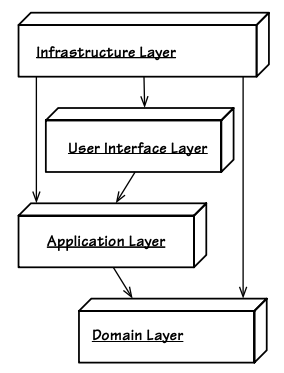 Infrastructure Layer
User Interface Layer
Application Layer
Domain Layer